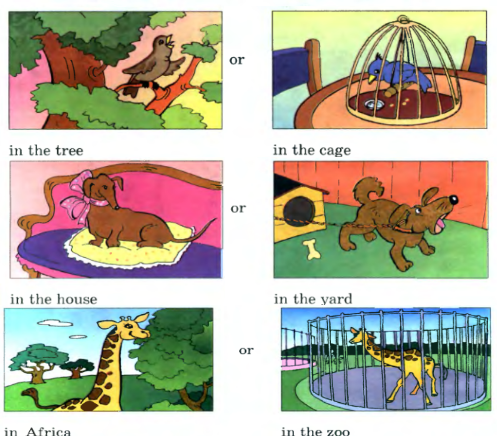 or
in the tree
in the cage
or
in the house
in the yard
or
in Africa
in the zoo